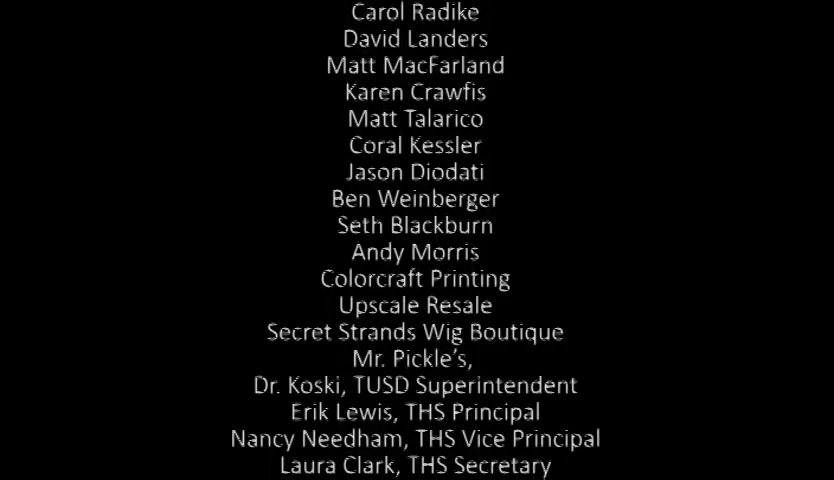 Carol Radike
David Landers
Matt MacFarland
Karen Crawfis
Matt Talarico
Coral Kessler
Jason Diodati
Ben Weinberger
Seth Blackburn
Andy Morris
Colorcraft Printing
Upscale Resale
Secret Strands Wig Boutique
Mr. Pickle's,
Dr. Koski, TUSD Superintendent
Erik Lewis, THS Principal
Nancy Needham, THS Vice Principal
Laura Clark, THS Secretary